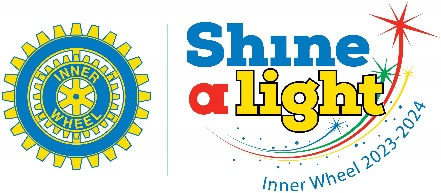 INNER
WHEEL
Shine
a light
Inner Wheel 2023-2024